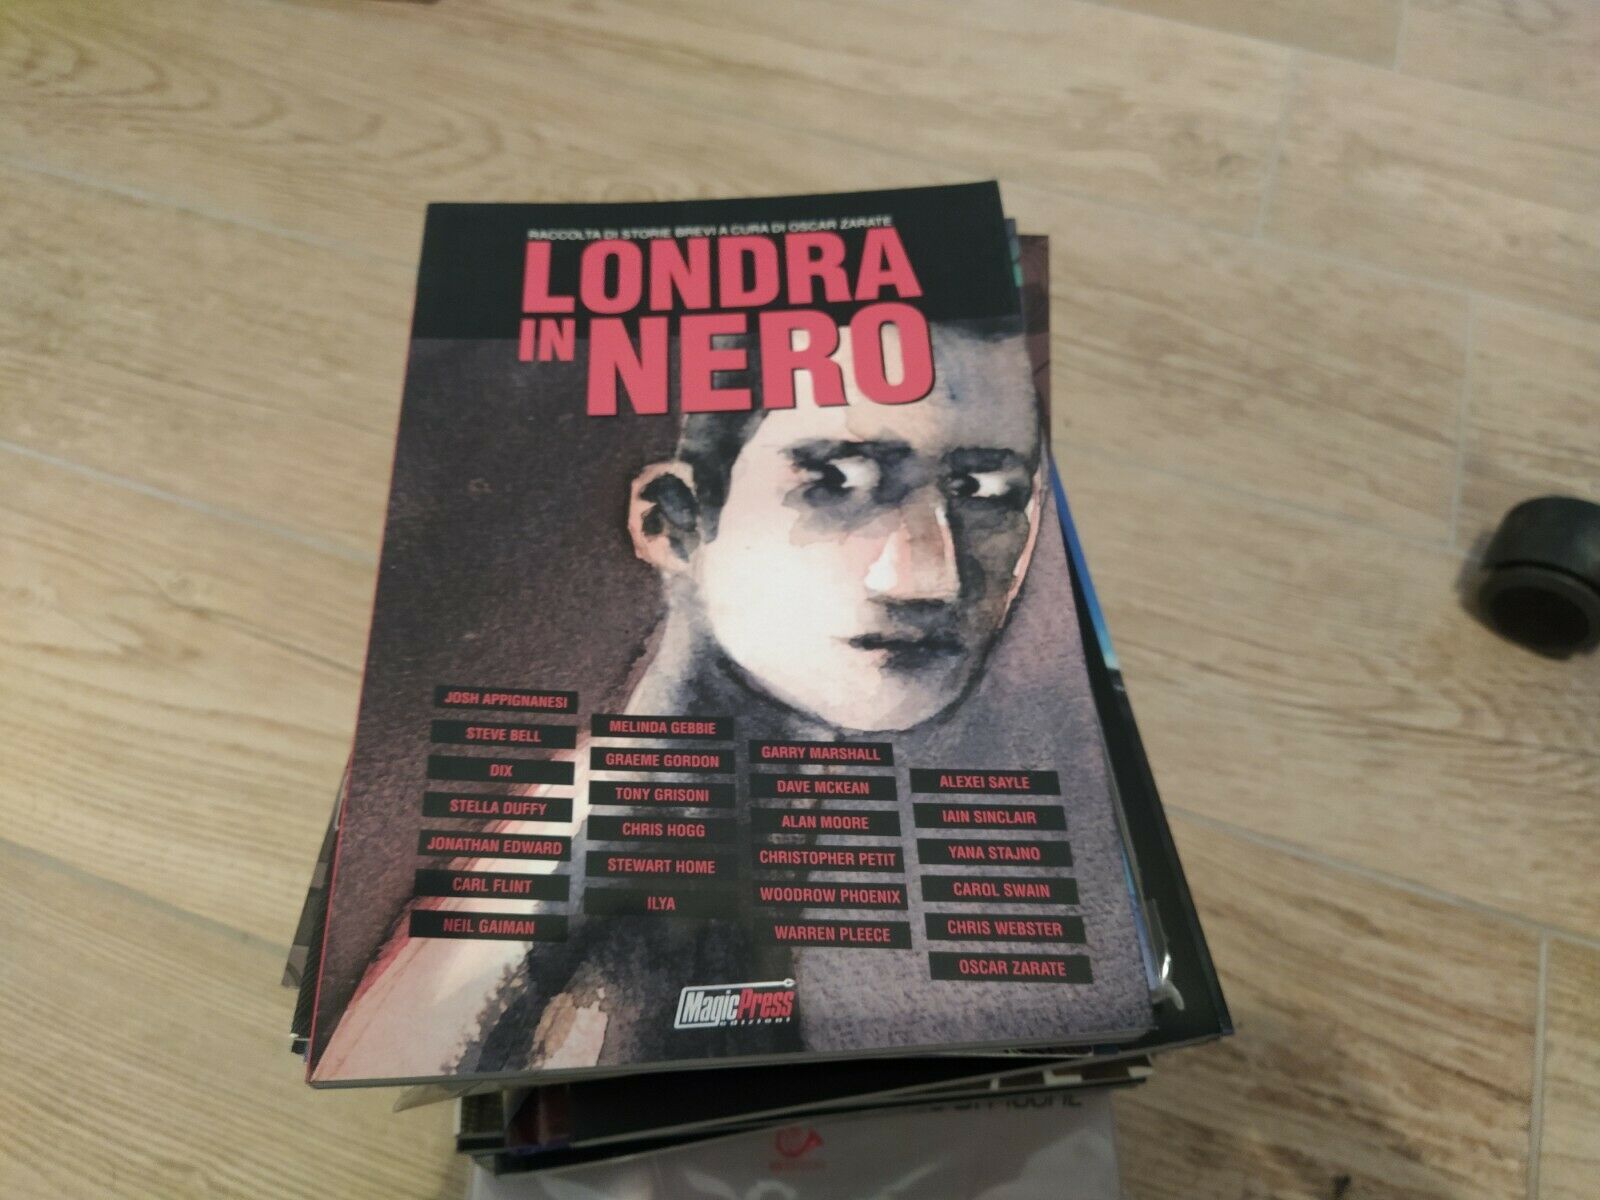 RACCOLTA DI STORIE BREVI A CURA DI OSCAR ZARATE
LONDRA
IN NERO
JOSH APPIGNANESI
STEVE BELL
DIX
STELLA DUFFY
JONATHAN EDWARD
CARL FLINT
NEIL GAIMAN
MELINDA GEBBIE
GRAEME GORDON
TONY GRISONI
CHRIS HOGG
STEWART HOME
ILYA
GARRY MARSHALL
DAVE MCKEAN
ALAN MOORE
CHRISTOPHER PETIT
WOODROW PHOENIX
WARREN PLEECE
ALEXEI SAYLE
IAIN SINCLAIR
YANA STAJNO
CAROL SWAIN
CHRIS WEBSTER
OSCAR ZARATE
MagicPress
edizioni